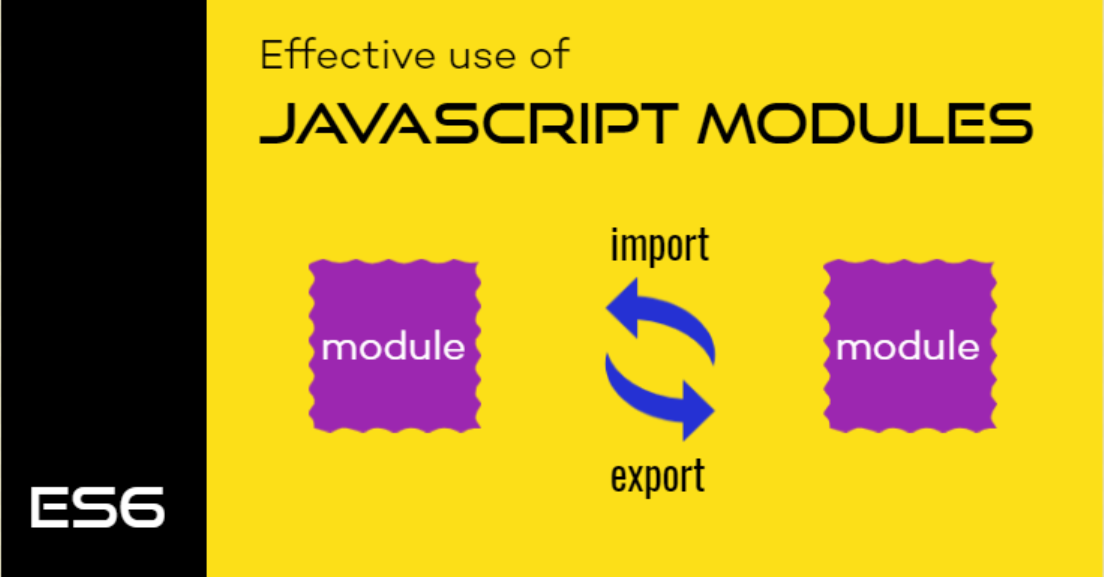 Effective use of
JAVASCRIPT MODULES
import
module
module
export
ES6